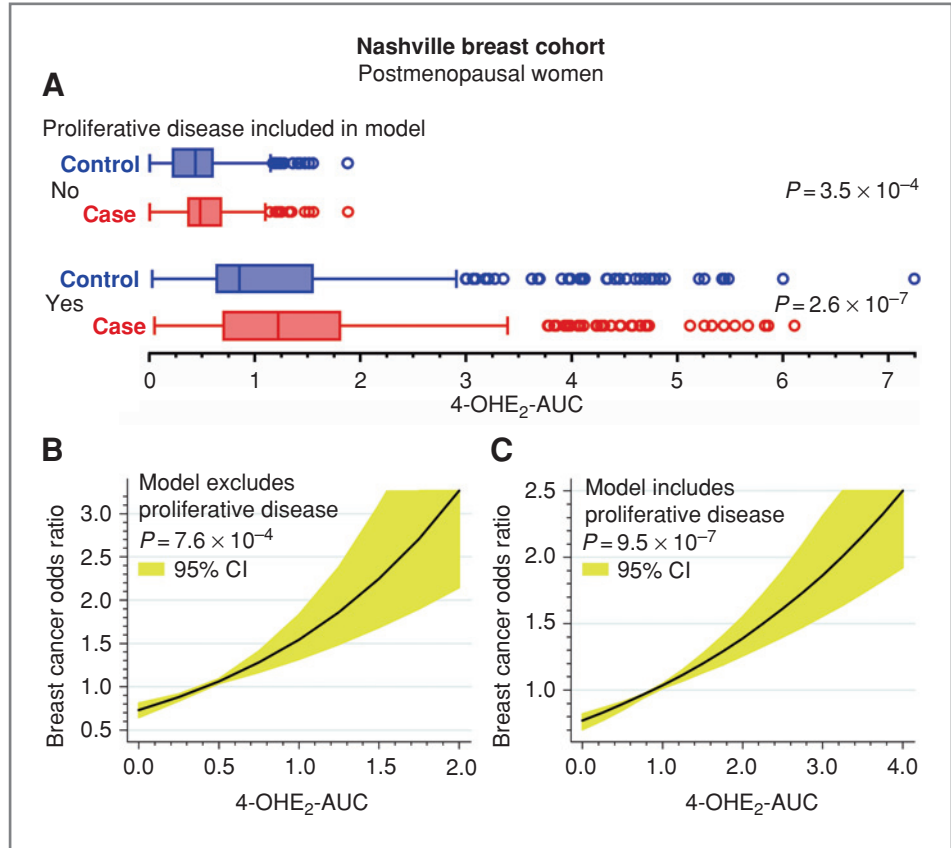 Nashville breast cohort
Postmenopausal women
A
Proliferative disease included in model
Control
No
Case
P = 3.5 × 10⁻⁴
Control
Yes
Case
P = 2.6 × 10⁻⁷
0 1 2 3 4 5 6 7
4-OHE₂-AUC
B
Model excludes
proliferative disease
P = 7.6 × 10⁻⁴
95% CI
Breast cancer odds ratio
3.0
2.5
2.0
1.5
1.0
0.5
0.0 0.5 1.0 1.5 2.0
4-OHE₂-AUC
C
Model includes
proliferative disease
P = 9.5 × 10⁻⁷
95% CI
Breast cancer odds ratio
2.5
2.0
1.5
1.0
0.0 1.0 2.0 3.0 4.0
4-OHE₂-AUC